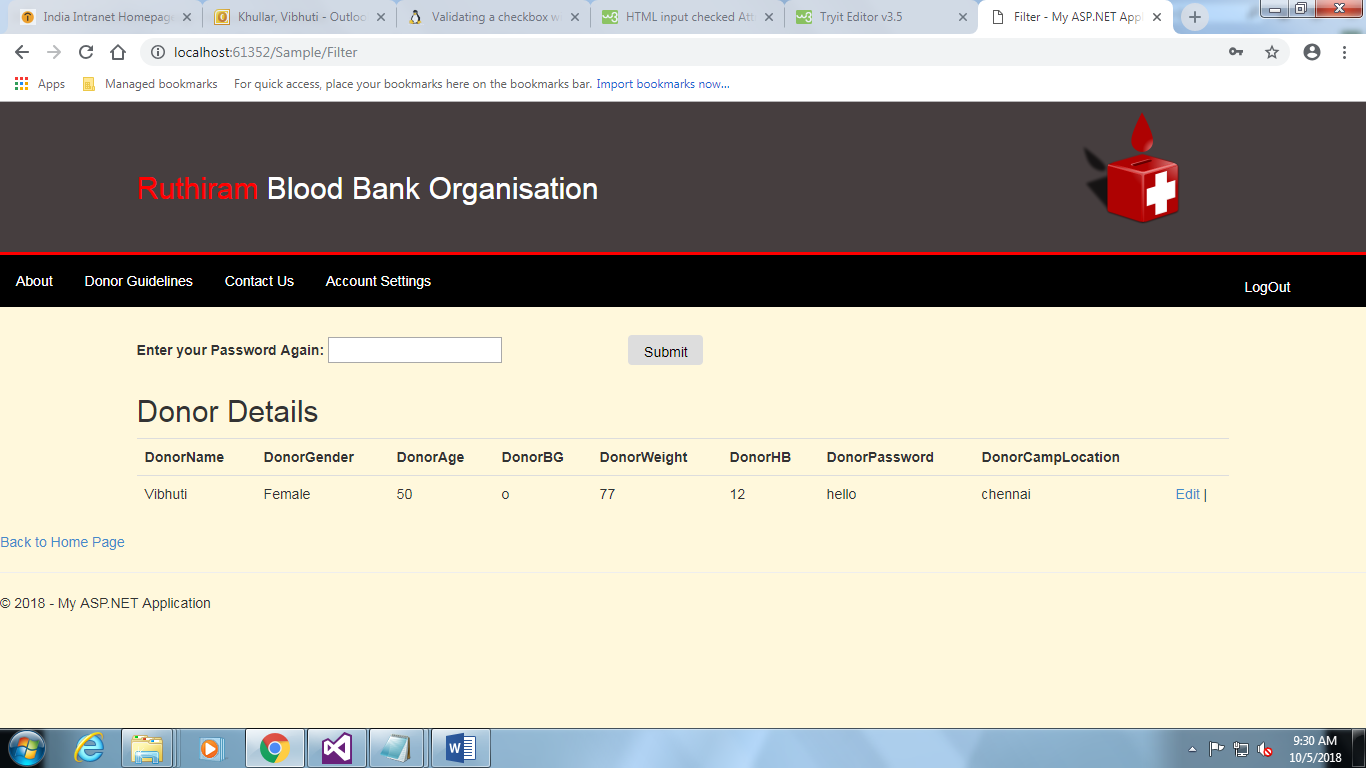 India Intranet Homepage
Khullar, Vibhuti - Outloo
Validating a checkbox w
HTML input checked Att
Tryit Editor v3.5
Filter - My ASP.NET App
localhost:61352/Sample/Filter
Apps Managed bookmarks For quick access, place your bookmarks here on the bookmarks bar. Import bookmarks now...
Ruthiram Blood Bank Organisation
About Donor Guidelines Contact Us Account Settings LogOut
Enter your Password Again: Submit
Donor Details
DonorName DonorGender DonorAge DonorBG DonorWeight DonorHB DonorPassword DonorCampLocation
Vibhuti Female 50 o 77 12 hello chennai Edit |
Back to Home Page
© 2018 - My ASP.NET Application
9:30 AM
10/5/2018